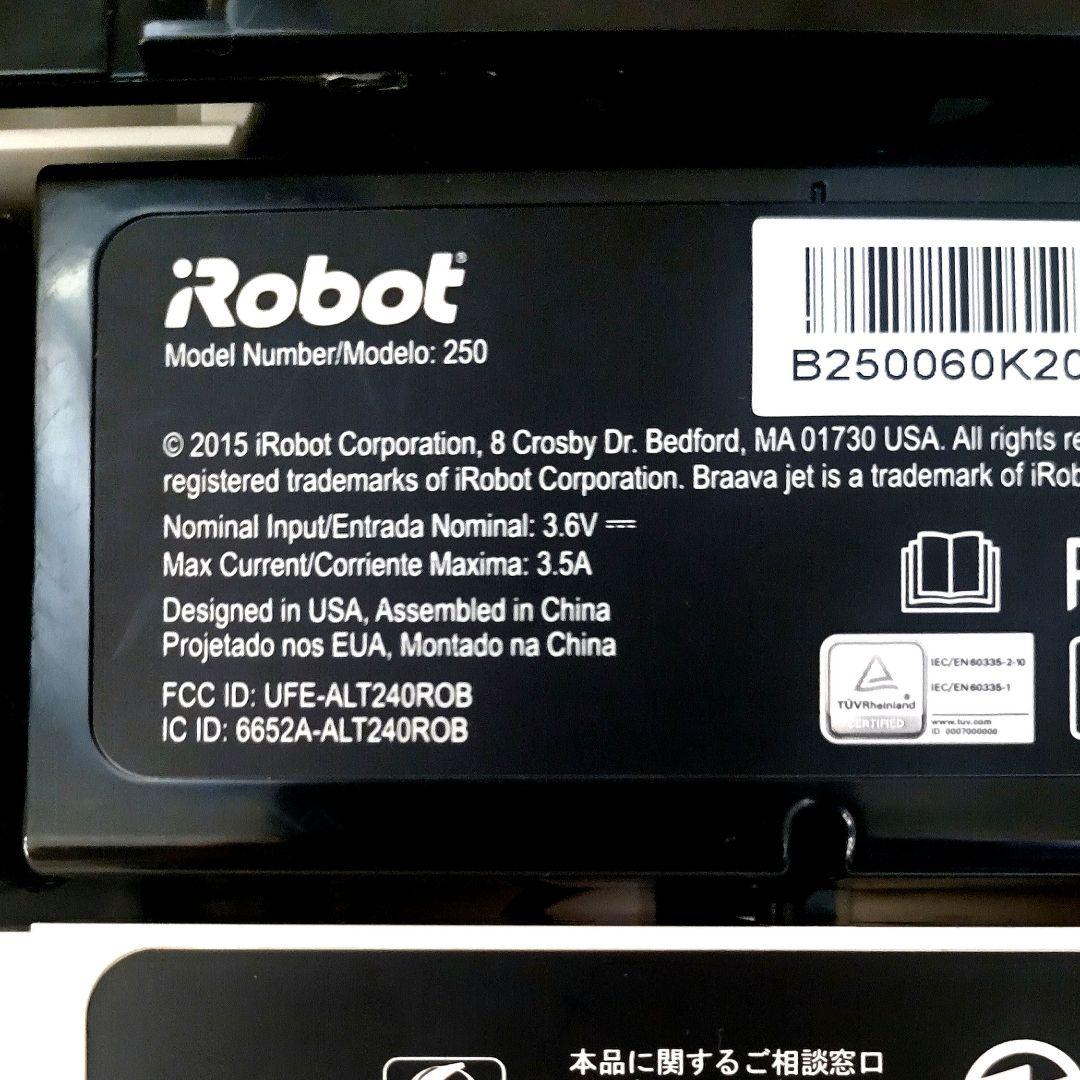 iRobot®
Model Number/Modelo: 250
B250060K20
© 2015 iRobot Corporation, 8 Crosby Dr. Bedford, MA 01730 USA. All rights
registered trademarks of iRobot Corporation. Braava jet is a trademark of
Nominal Input/Entrada Nominal: 3.6V ⎓
Max Current/Corriente Maxima: 3.5A
Designed in USA, Assembled in China
Projetado nos EUA, Montado na China
FCC ID: UFE-ALT240ROB
IC ID: 6652A-ALT240ROB
TÜVRheinland
CERTIFIED
IEC/EN 60335-2-10
IEC/EN 60335-1
www.tuv.com
ID 0007000000
本品に関するご相談窓口